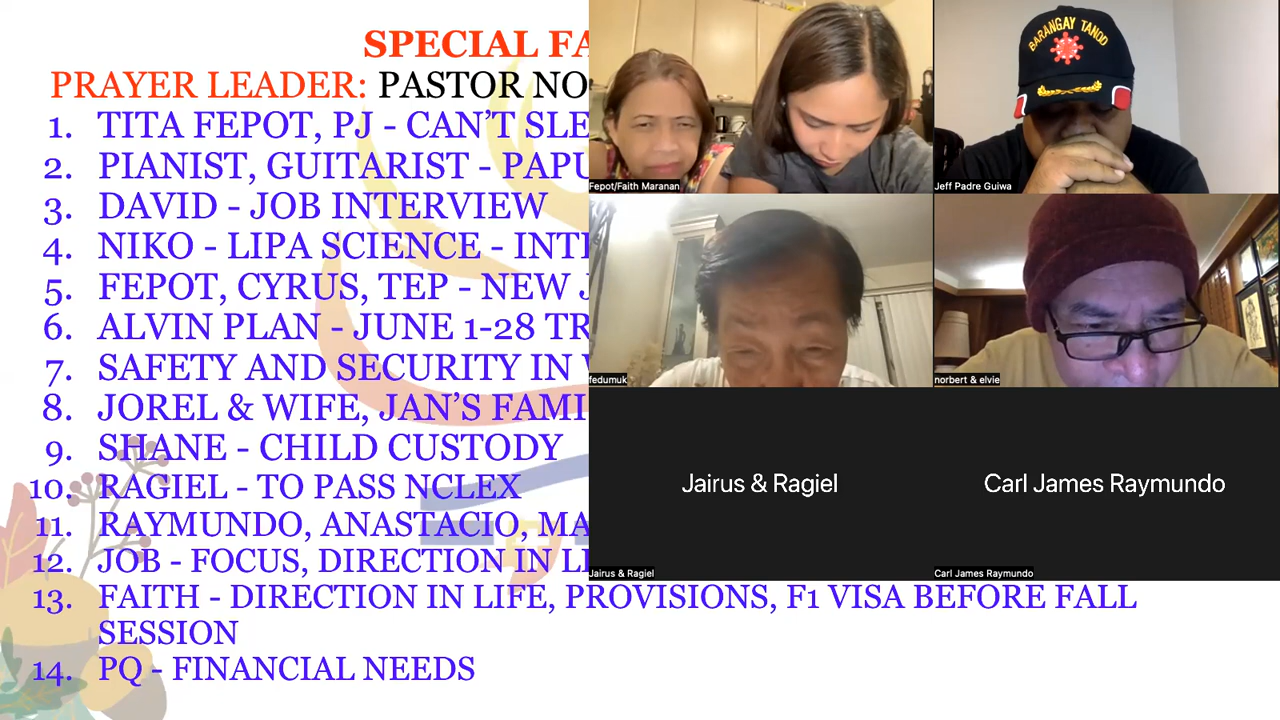 SPECIAL FA
PRAYER LEADER: PASTOR NO
1. TITA FEPOT, PJ - CAN'T SLE
2. PIANIST, GUITARIST - PAPU
3. DAVID - JOB INTERVIEW
4. NIKO - LIPA SCIENCE - INT
5. FEPOT, CYRUS, TEP - NEW J
6. ALVIN PLAN - JUNE 1-28 TR
7. SAFETY AND SECURITY IN
8. JOREL & WIFE, JAN'S FAMI
9. SHANE - CHILD CUSTODY
10. RAGIEL - TO PASS NCLEX
11. RAYMUNDO, ANASTACIO, MA
12. JOB - FOCUS, DIRECTION IN LI
13. FAITH - DIRECTION IN LIFE, PROVISIONS, F1 VISA BEFORE FALL
SESSION
14. PQ - FINANCIAL NEEDS
BARANGAY TANOD
Fepot/Faith Maranan
Jeff Padre Guiwa
fedumuk
norbert & elvie
Jairus & Ragiel
Carl James Raymundo
Jairus & Ragiel
Carl James Raymundo